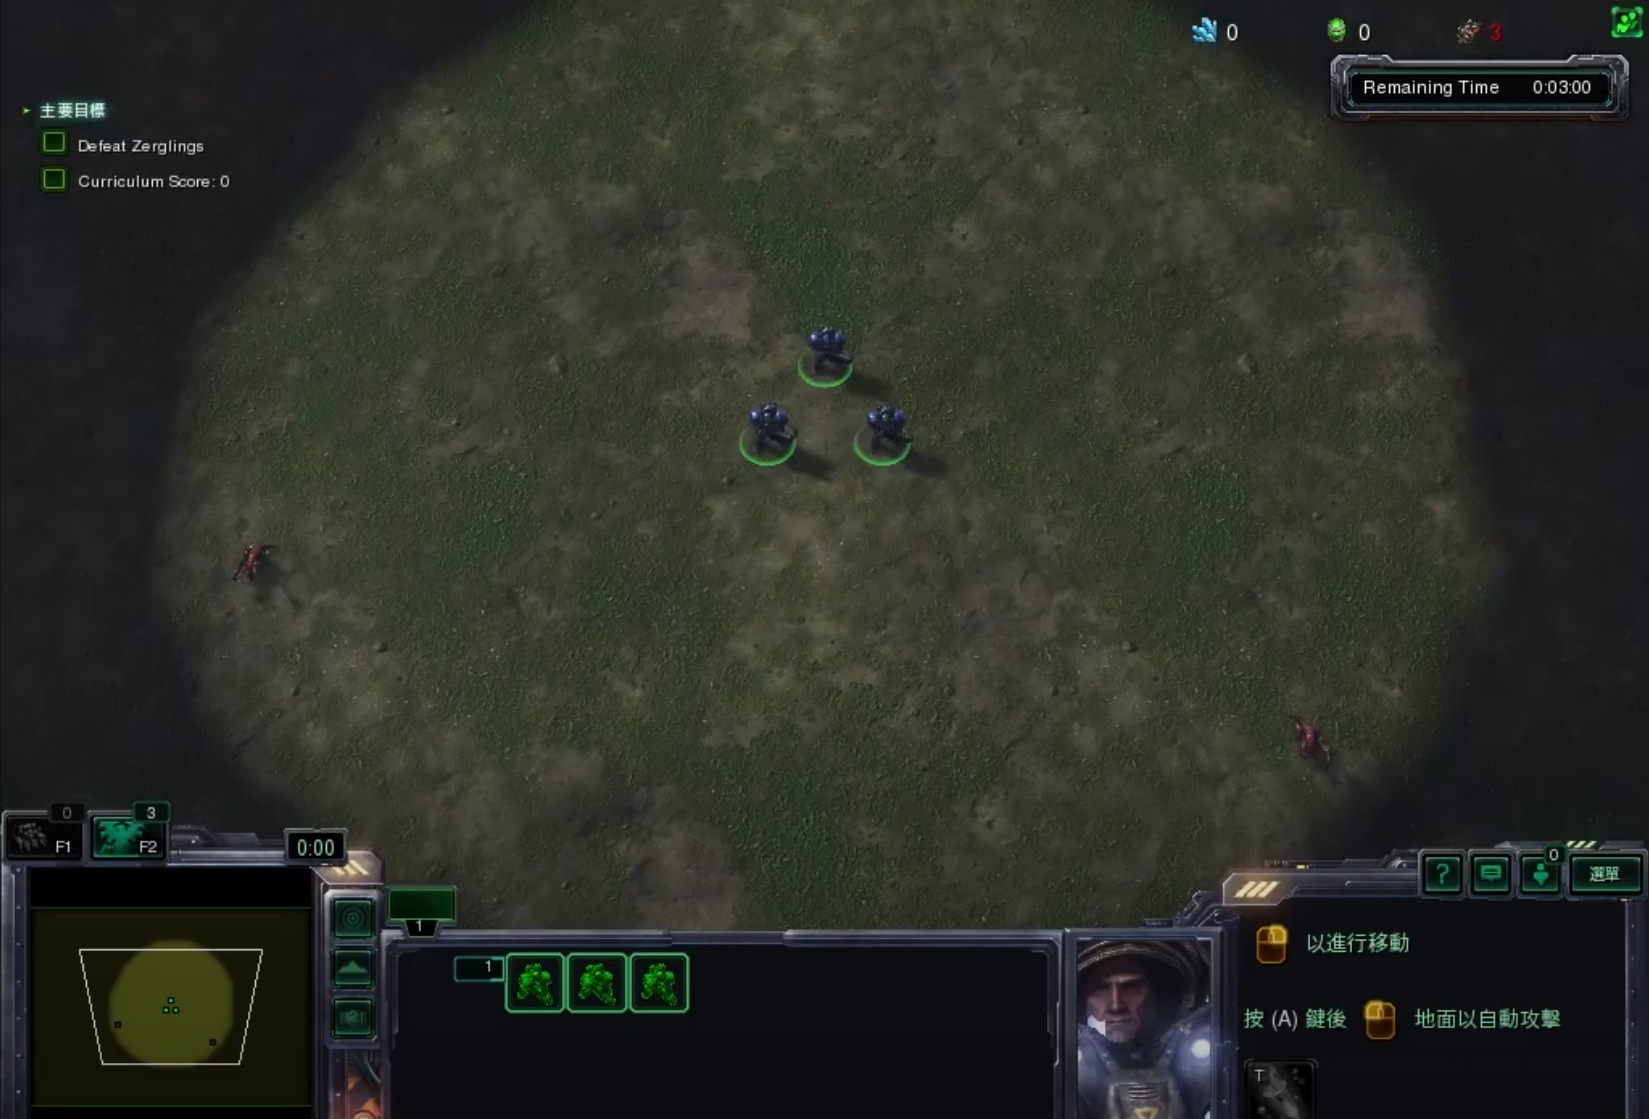 0 0 3
Remaining Time 0:03:00
主要目標
Defeat Zerglings
Curriculum Score: 0
0 3
F1 F2
0:00
0
? 選單
1
1
以進行移動
按 (A) 鍵後 地面以自動攻擊
T